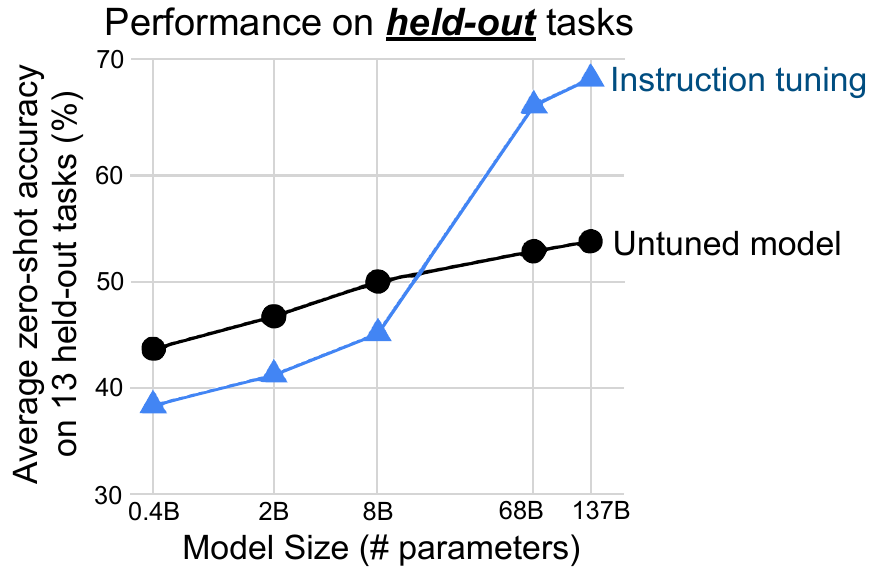 Performance on held-out tasks
Average zero-shot accuracy
on 13 held-out tasks (%)
70
60
50
40
30
Instruction tuning
Untuned model
0.4B
2B
8B
68B
137B
Model Size (# parameters)